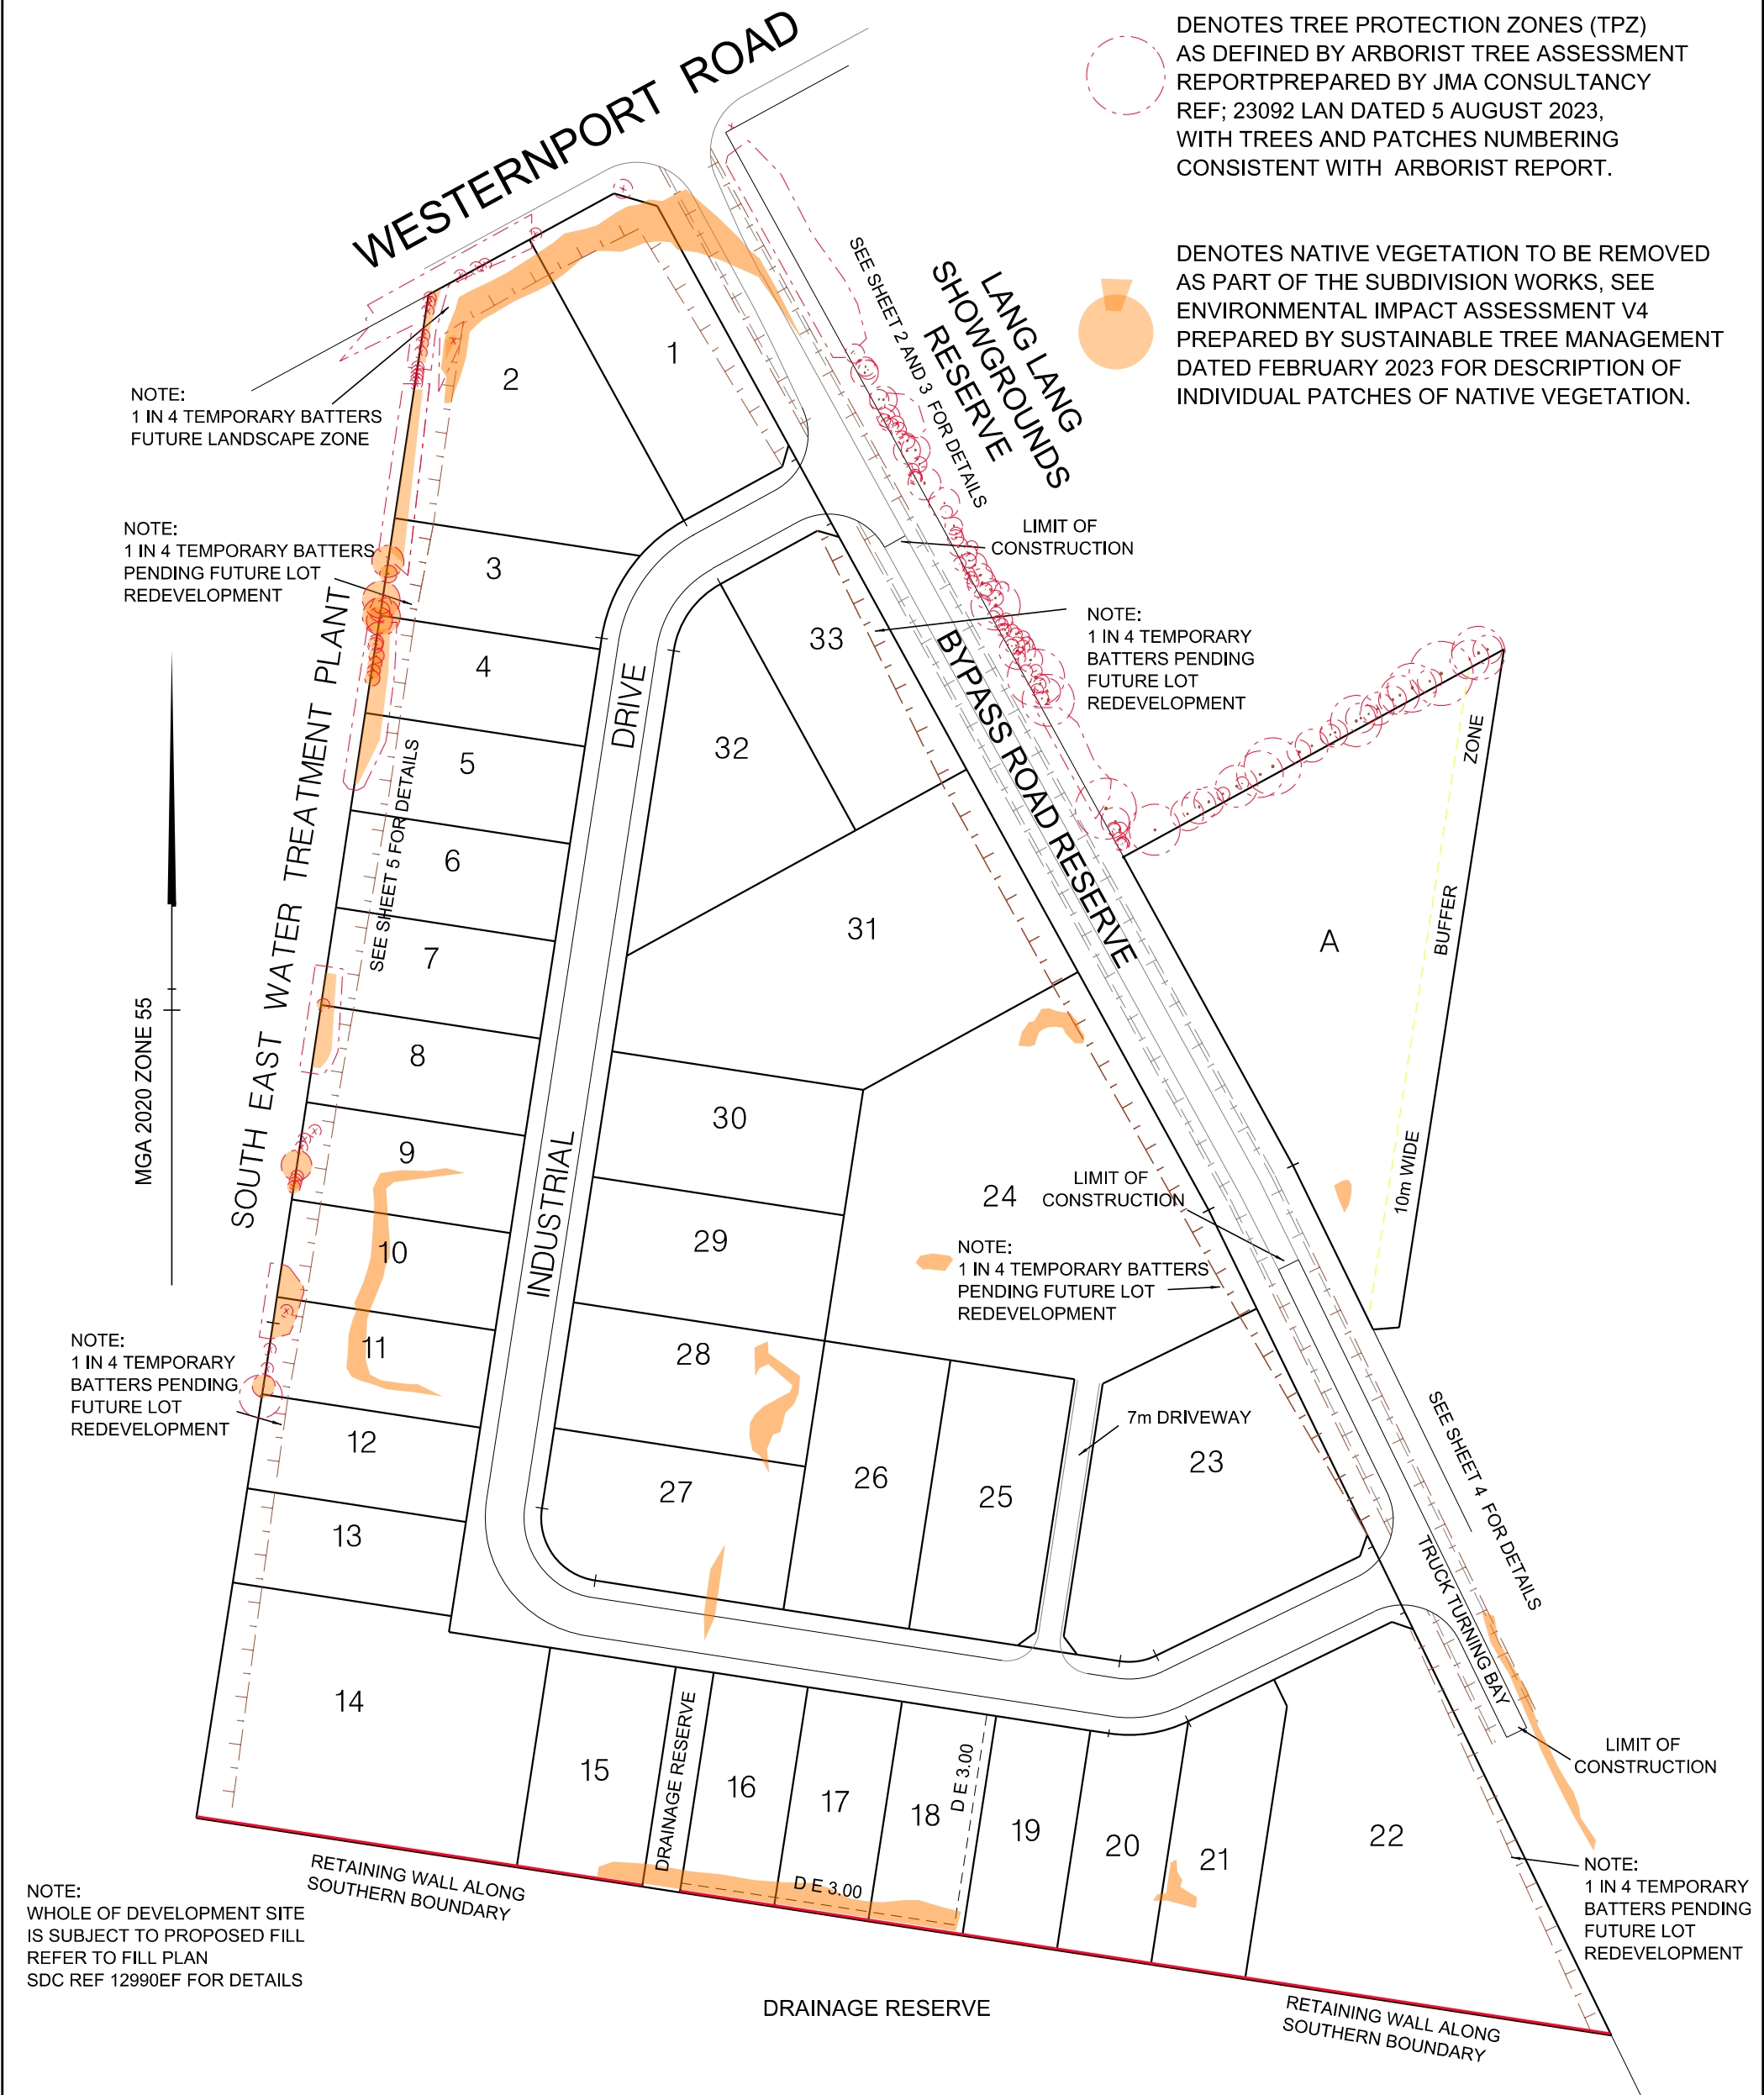 DENOTES TREE PROTECTION ZONES (TPZ)
AS DEFINED BY ARBORIST TREE ASSESSMENT
REPORTPREPARED BY JMA CONSULTANCY
REF; 23092 LAN DATED 5 AUGUST 2023,
WITH TREES AND PATCHES NUMBERING
CONSISTENT WITH ARBORIST REPORT.
DENOTES NATIVE VEGETATION TO BE REMOVED
AS PART OF THE SUBDIVISION WORKS, SEE
ENVIRONMENTAL IMPACT ASSESSMENT V4
PREPARED BY SUSTAINABLE TREE MANAGEMENT
DATED FEBRUARY 2023 FOR DESCRIPTION OF
INDIVIDUAL PATCHES OF NATIVE VEGETATION.
WESTERNPORT ROAD
LANG LANG
SHOWGROUNDS
RESERVE
SEE SHEET 2 AND 3 FOR DETAILS
NOTE:
1 IN 4 TEMPORARY BATTERS
FUTURE LANDSCAPE ZONE
1
2
NOTE:
1 IN 4 TEMPORARY BATTERS
PENDING FUTURE LOT
REDEVELOPMENT
LIMIT OF
CONSTRUCTION
3
4
5
6
7
8
9
10
11
12
13
14
33
32
31
30
29
28
27
NOTE:
1 IN 4 TEMPORARY
BATTERS PENDING
FUTURE LOT
REDEVELOPMENT
BYPASS ROAD RESERVE
INDUSTRIAL DRIVE
SOUTH EAST WATER TREATMENT PLANT
SEE SHEET 5 FOR DETAILS
MGA 2020 ZONE 55
A
10m WIDE BUFFER ZONE
24
LIMIT OF
CONSTRUCTION
NOTE:
1 IN 4 TEMPORARY BATTERS
PENDING FUTURE LOT
REDEVELOPMENT
NOTE:
1 IN 4 TEMPORARY
BATTERS PENDING
FUTURE LOT
REDEVELOPMENT
7m DRIVEWAY
26
25
23
SEE SHEET 4 FOR DETAILS
TRUCK TURNING BAY
LIMIT OF
CONSTRUCTION
15
DRAINAGE RESERVE
16
17
18
D E 3.00
D E 3.00
19
20
21
22
NOTE:
1 IN 4 TEMPORARY
BATTERS PENDING
FUTURE LOT
REDEVELOPMENT
RETAINING WALL ALONG
SOUTHERN BOUNDARY
NOTE:
WHOLE OF DEVELOPMENT SITE
IS SUBJECT TO PROPOSED FILL
REFER TO FILL PLAN
SDC REF 12990EF FOR DETAILS
DRAINAGE RESERVE
RETAINING WALL ALONG
SOUTHERN BOUNDARY